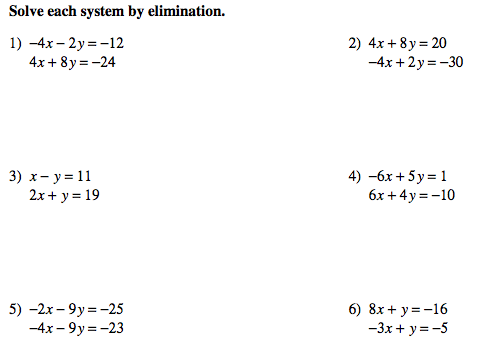 Solve each system by elimination.
1) –4x – 2y = –12
4x + 8y = –24
2) 4x + 8y = 20
–4x + 2y = –30
3) x – y = 11
2x + y = 19
4) –6x + 5y = 1
6x + 4y = –10
5) –2x – 9y = –25
–4x – 9y = –23
6) 8x + y = –16
–3x + y = –5